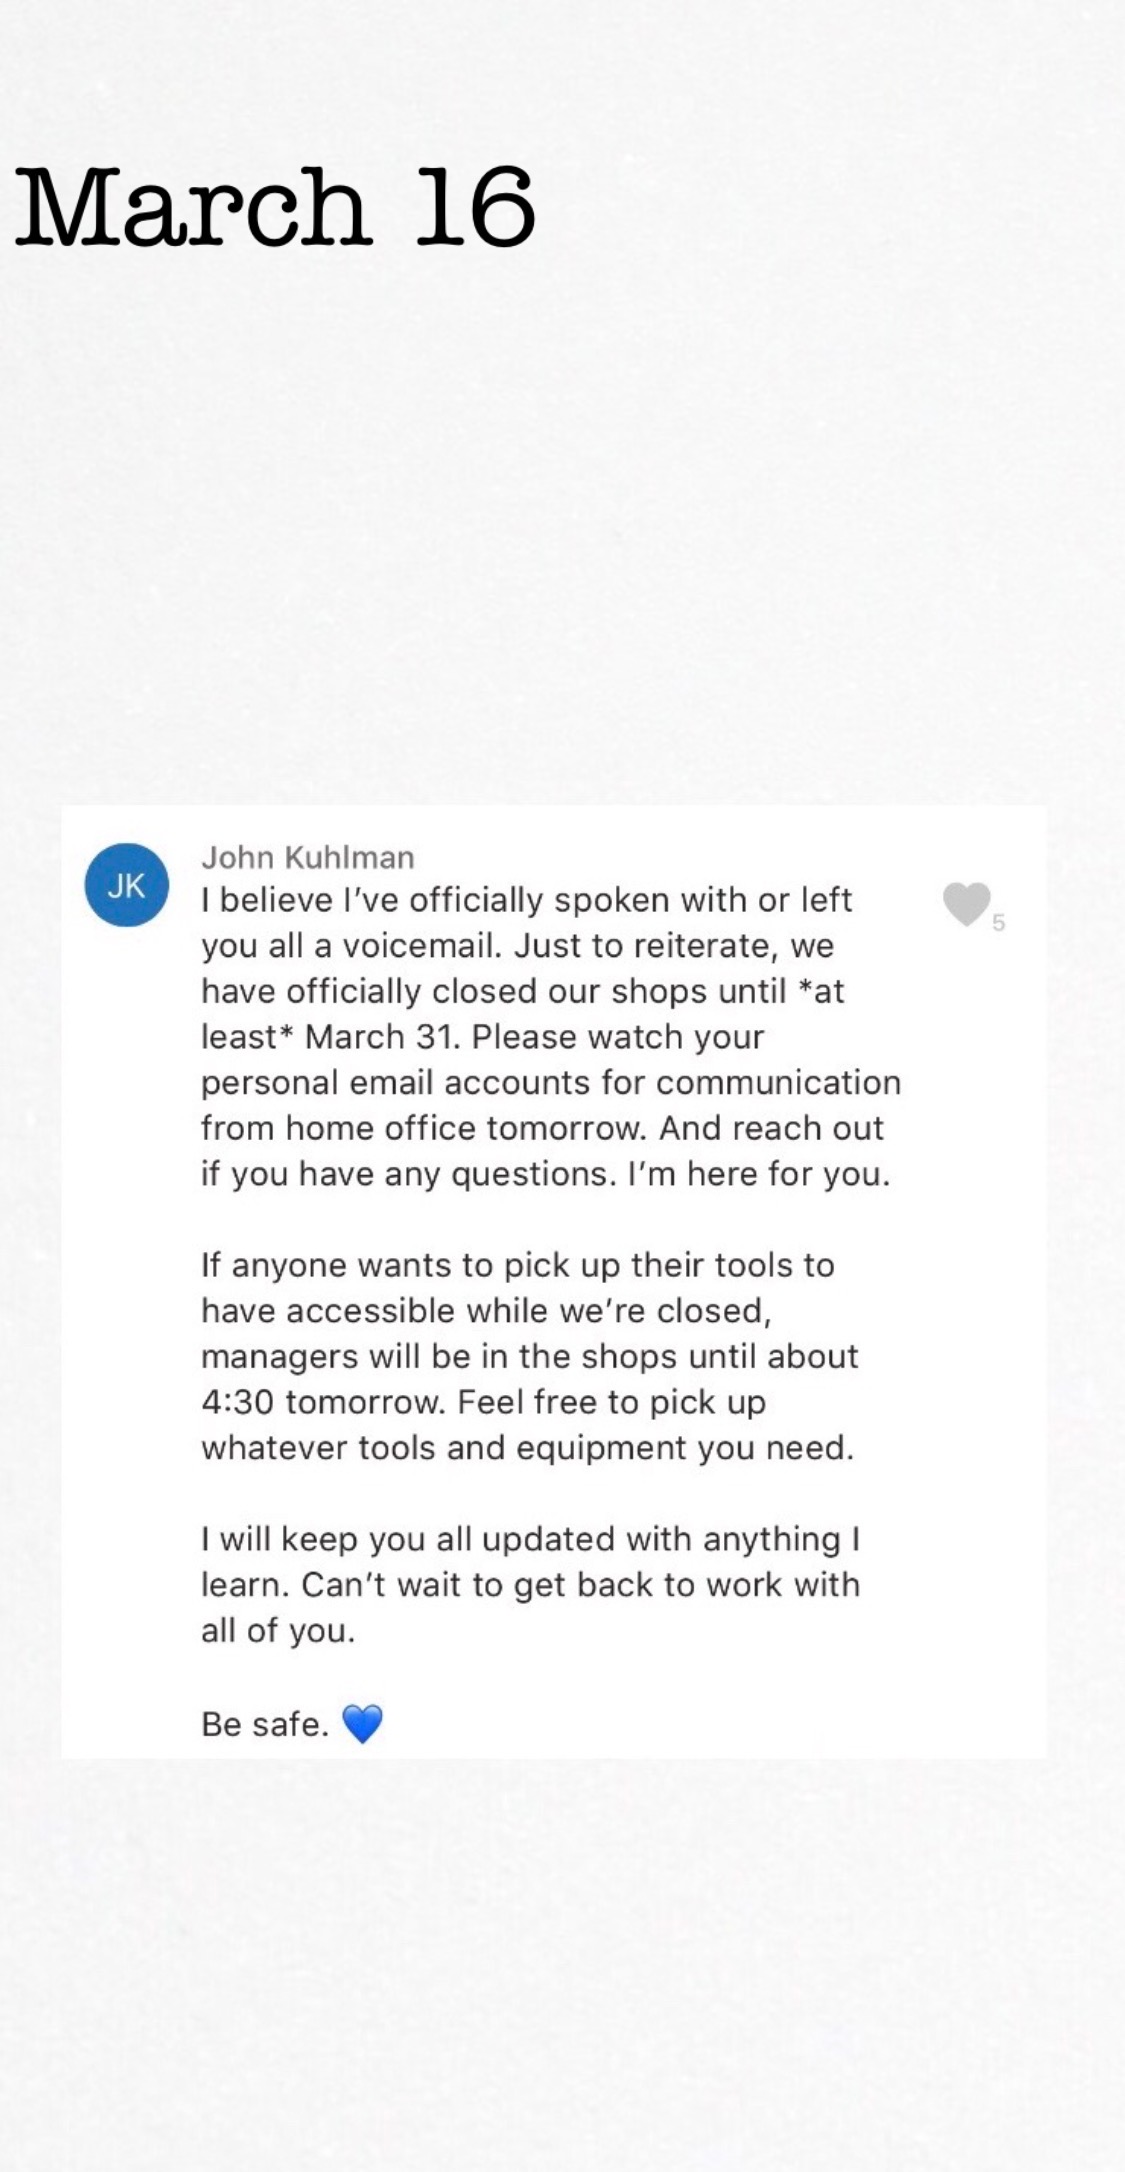 March 16
JK
John Kuhlman
I believe I’ve officially spoken with or left
you all a voicemail. Just to reiterate, we
have officially closed our shops until *at
least* March 31. Please watch your
personal email accounts for communication
from home office tomorrow. And reach out
if you have any questions. I’m here for you.
5
If anyone wants to pick up their tools to
have accessible while we’re closed,
managers will be in the shops until about
4:30 tomorrow. Feel free to pick up
whatever tools and equipment you need.
I will keep you all updated with anything I
learn. Can’t wait to get back to work with
all of you.
Be safe. 💙